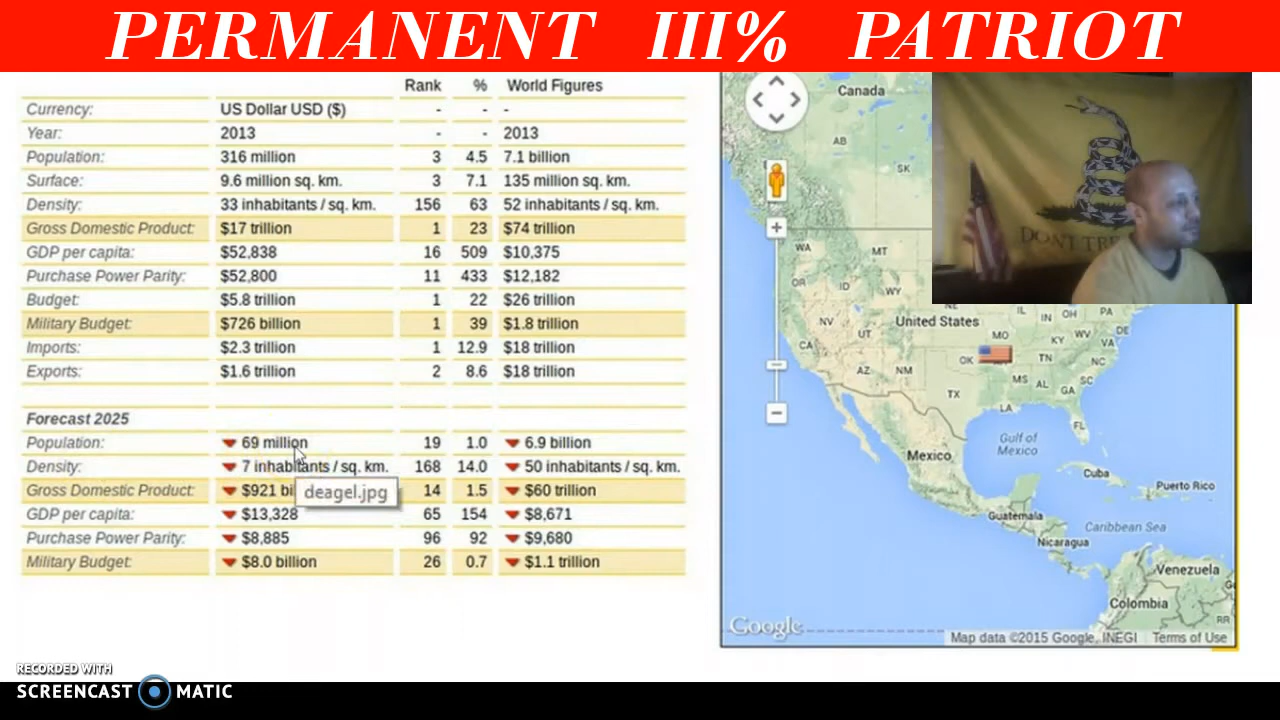 PERMANENT III% PATRIOT
Rank % World Figures
Currency: US Dollar USD ($) - - -
Year: 2013 - - 2013
Population: 316 million 3 4.5 7.1 billion
Surface: 9.6 million sq. km. 3 7.1 135 million sq. km.
Density: 33 inhabitants / sq. km. 156 63 52 inhabitants / sq. km.
Gross Domestic Product: $17 trillion 1 23 $74 trillion
GDP per capita: $52,838 16 509 $10,375
Purchase Power Parity: $52,800 11 433 $12,182
Budget: $5.8 trillion 1 22 $26 trillion
Military Budget: $726 billion 1 39 $1.8 trillion
Imports: $2.3 trillion 1 12.9 $18 trillion
Exports: $1.6 trillion 2 8.6 $18 trillion
Forecast 2025
Population: 69 million 19 1.0 6.9 billion
Density: 7 inhabitants / sq. km. 168 14.0 50 inhabitants / sq. km.
Gross Domestic Product: $921 bi 14 1.5 $60 trillion
deagel.jpg
GDP per capita: $13,328 65 154 $8,671
Purchase Power Parity: $8,885 96 92 $9,680
Military Budget: $8.0 billion 26 0.7 $1.1 trillion
Canada
AB
SK
WA
MT
OR
ID
WY
NE
IL
IN
OH
PA
NV
UT
United States
MO
KY
WV
VA
DE
CA
AZ
NM
OK
TN
NC
TX
MS
AL
GA
SC
LA
FL
Gulf of
Mexico
Mexico
Cuba
Puerto Rico
Guatemala
Caribbean Sea
Nicaragua
Venezuela
Colombia
RR
Google
Map data ©2015 Google, INEGI Terms of Use
DON'T TRE
RECORDED WITH
SCREENCAST MATIC